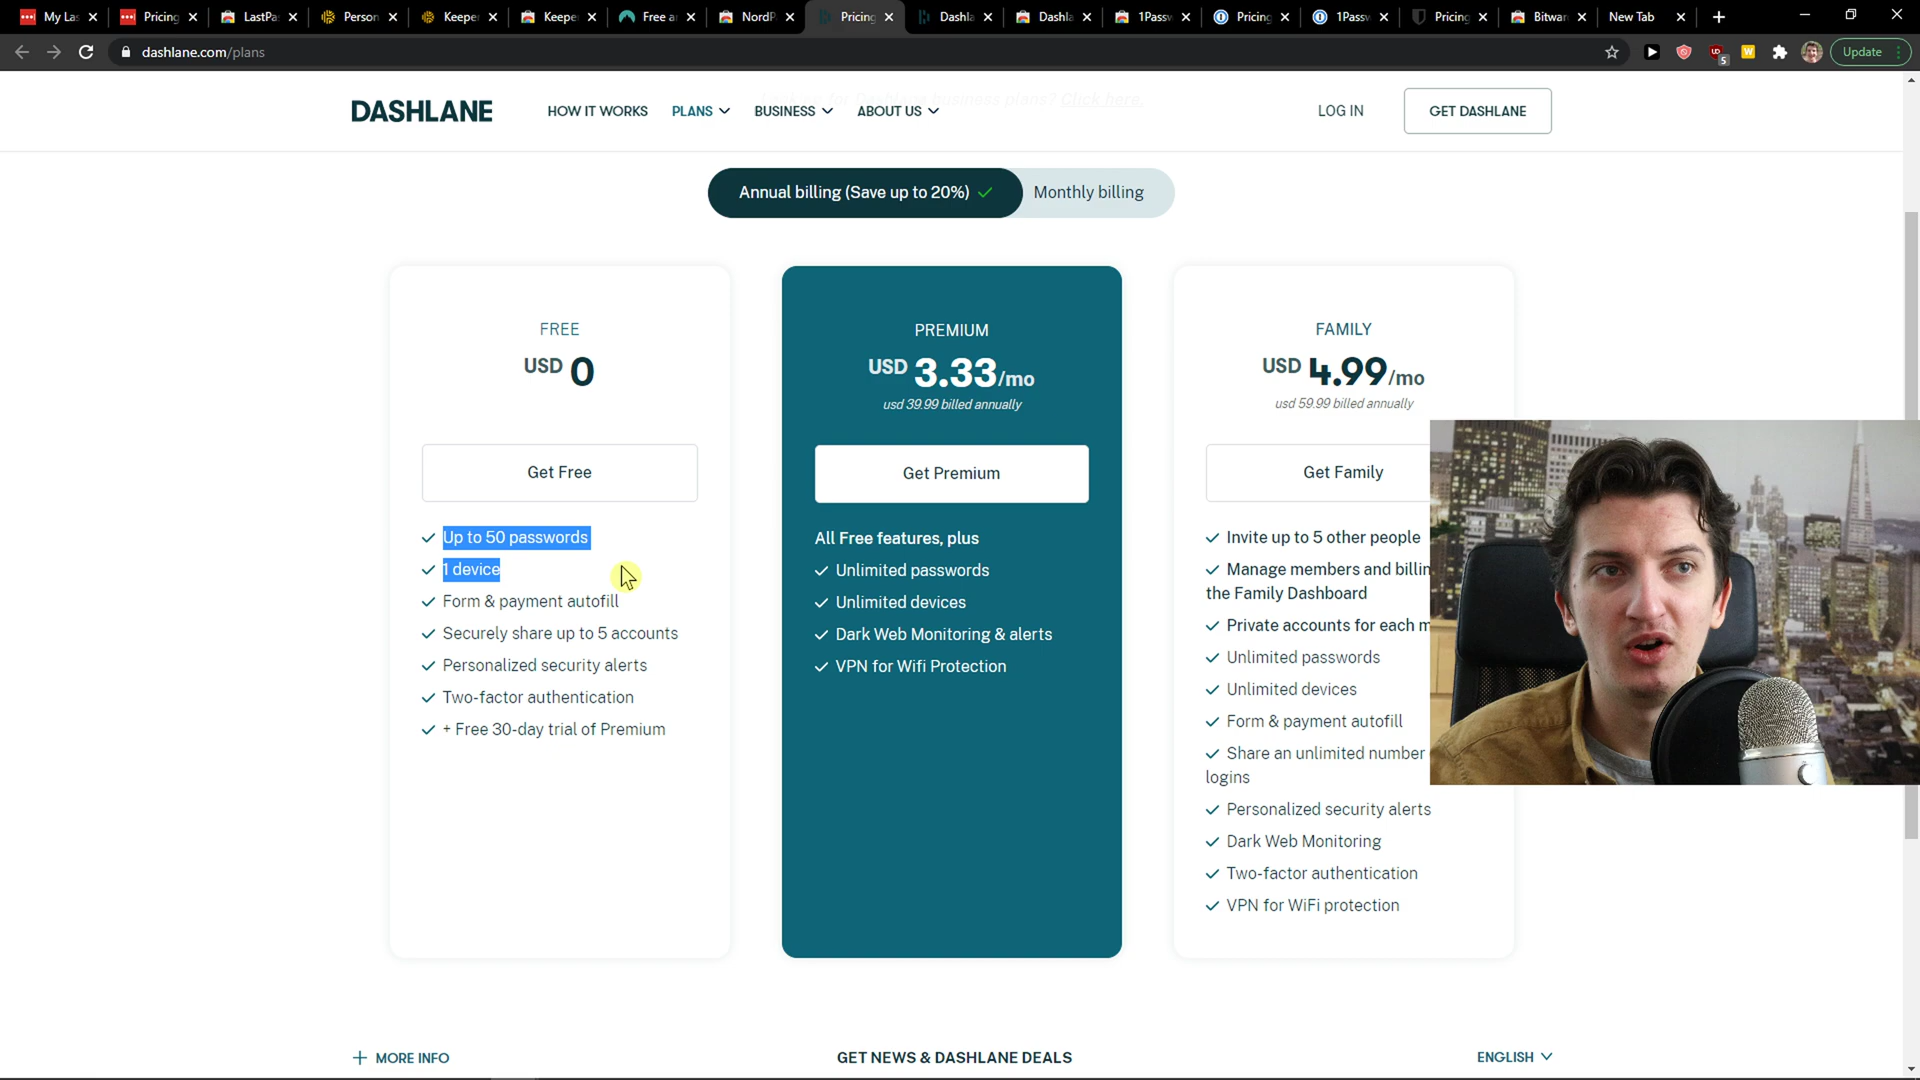 My Las
Pricing
LastPa
Person
Keeper
Keepe
Free a
NordP
Pricing
Dashla
Dashla
1Passw
Pricing
1Passw
Pricing
Bitwar
New Tab
dashlane.com/plans
5
Update
DASHLANE
HOW IT WORKS
PLANS
BUSINESS
ABOUT US
LOG IN
GET DASHLANE
business plans? Click here.
Annual billing (Save up to 20%)
Monthly billing
FREE
USD 0
Get Free
Up to 50 passwords
1 device
Form & payment autofill
Securely share up to 5 accounts
Personalized security alerts
Two-factor authentication
+ Free 30-day trial of Premium
PREMIUM
USD 3.33/mo
usd 39.99 billed annually
Get Premium
All Free features, plus
Unlimited passwords
Unlimited devices
Dark Web Monitoring & alerts
VPN for Wifi Protection
FAMILY
USD 4.99/mo
usd 59.99 billed annually
Get Family
Invite up to 5 other people
Manage members and billin
the Family Dashboard
Private accounts for each m
Unlimited passwords
Unlimited devices
Form & payment autofill
Share an unlimited number
logins
Personalized security alerts
Dark Web Monitoring
Two-factor authentication
VPN for WiFi protection
+ MORE INFO
GET NEWS & DASHLANE DEALS
ENGLISH